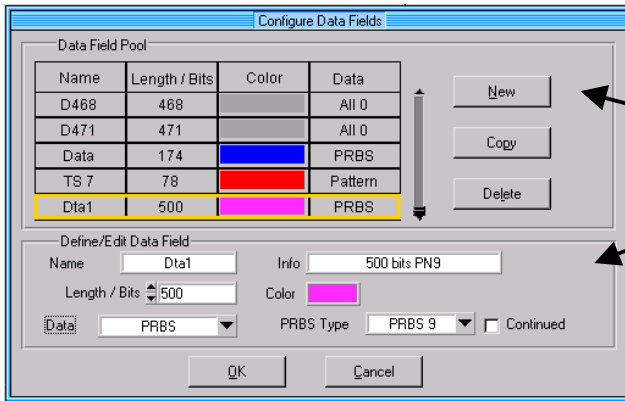 Configure Data Fields
Data Field Pool
Name Length / Bits Color Data
D468 468 All 0
D471 471 All 0
Data 174 PRBS
TS 7 78 Pattern
Dta1 500 PRBS
New
Copy
Delete
Define/Edit Data Field
Name Dta1 Info 500 bits PN9
Length / Bits 500 Color
Data PRBS PRBS Type PRBS 9 Continued
OK Cancel